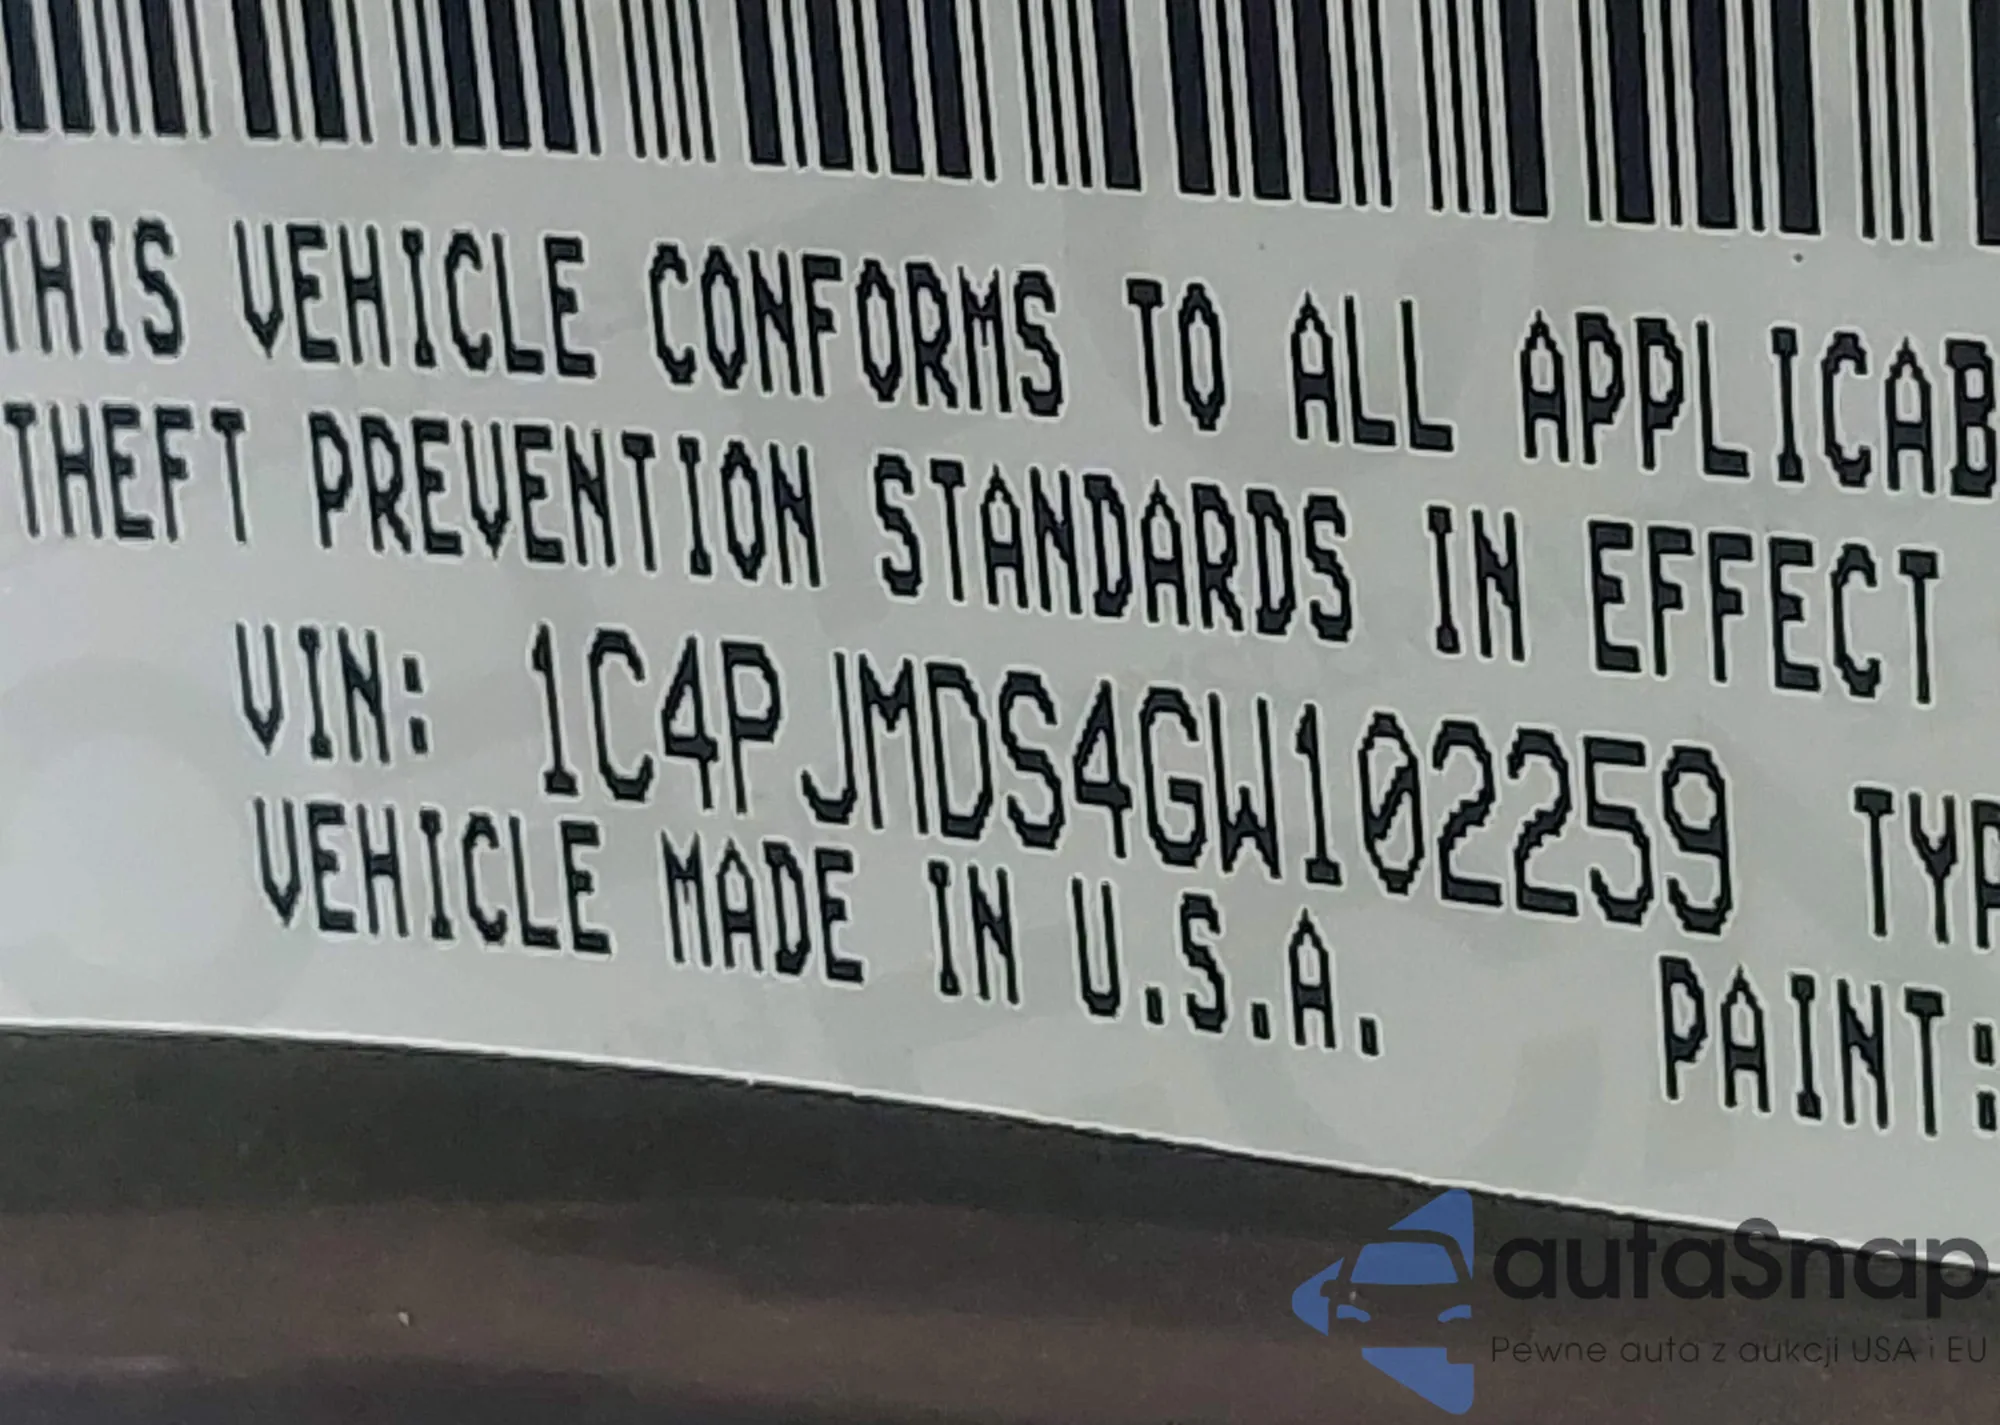 THIS VEHICLE CONFORMS TO ALL APPLICAB
THEFT PREVENTION STANDARDS IN EFFECT
VIN: 1C4PJMDS4GW102259 TYP
VEHICLE MADE IN U.S.A. PAINT:
autaSnap
Pewne auta z aukcji USA i EU